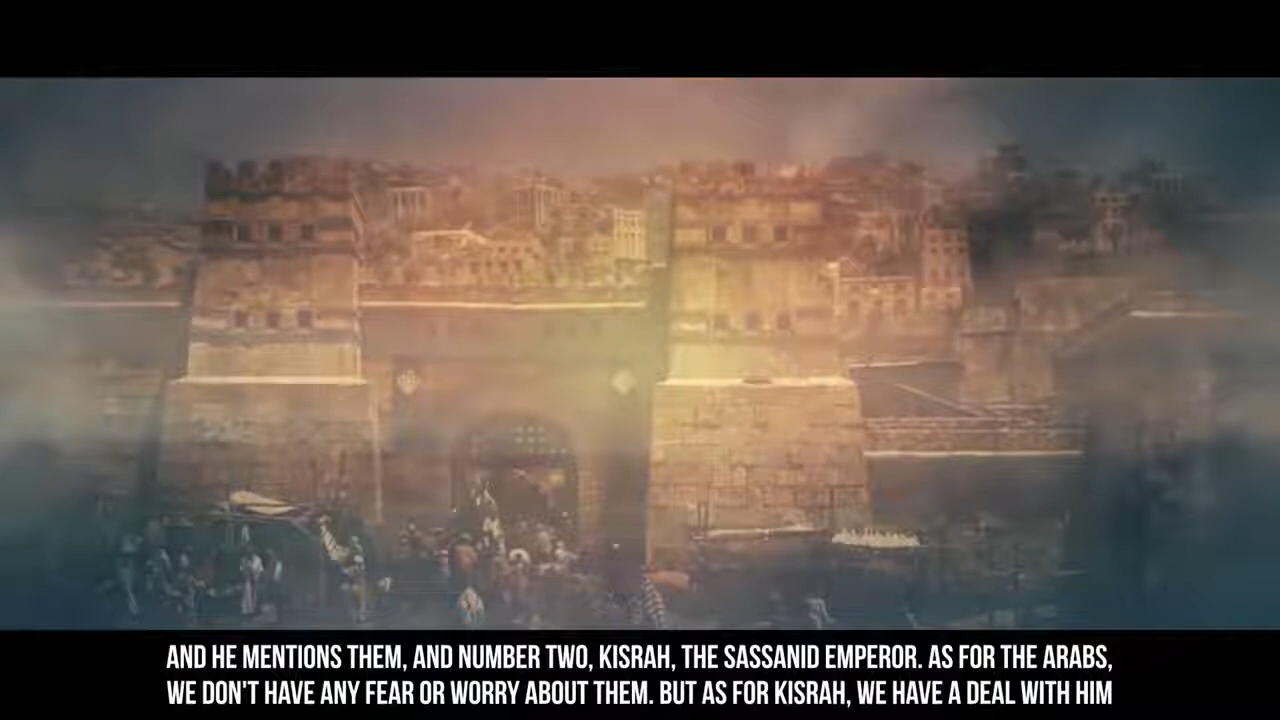 AND HE MENTIONS THEM, AND NUMBER TWO, KISRAH, THE SASSANID EMPEROR. AS FOR THE ARABS,
WE DON'T HAVE ANY FEAR OR WORRY ABOUT THEM. BUT AS FOR KISRAH, WE HAVE A DEAL WITH HIM